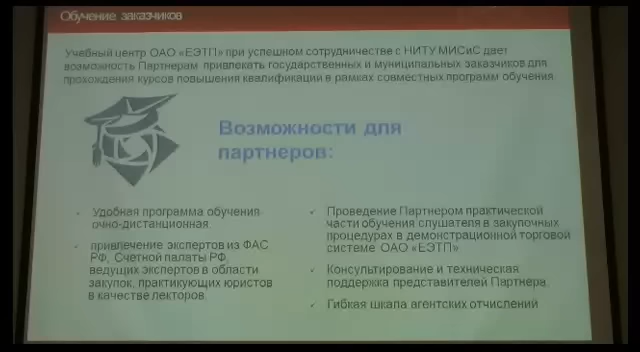 Обучение заказчиков
Учебный центр ОАО «ЕЭТП» при успешном сотрудничестве с НИТУ МИСиС дает
возможность Партнерам привлекать государственных и муниципальных заказчиков для
прохождения курсов повышения квалификации в рамках совместных программ обучения
Возможности для
партнеров:
Удобная программа обучения
очно-дистанционная.
привлечение экспертов из ФАС
РФ, Счетной палаты РФ,
ведущих экспертов в области
закупок, практикующих юристов
в качестве лекторов.
Проведение Партнером практической
части обучения слушателя в закупочных
процедурах в демонстрационной торговой
системе ОАО «ЕЭТП»
Консультирование и техническая
поддержка представителей Партнера.
Гибкая шкала агентских отчислений